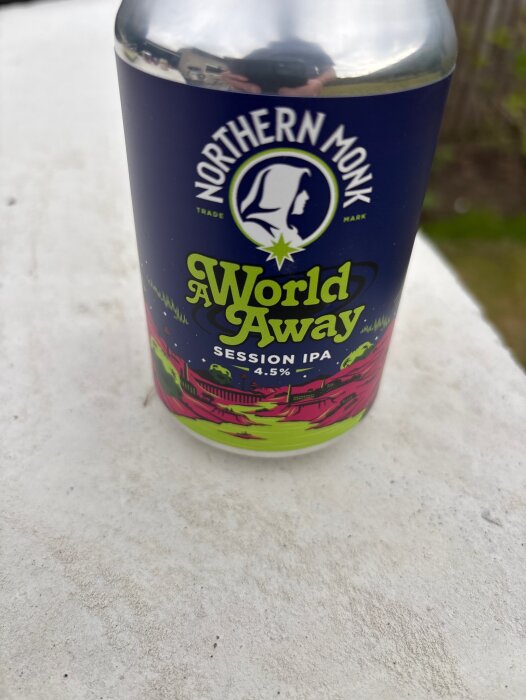 NORTHERN MONK
TRADE MARK
A World
Away
SESSION IPA
4.5%